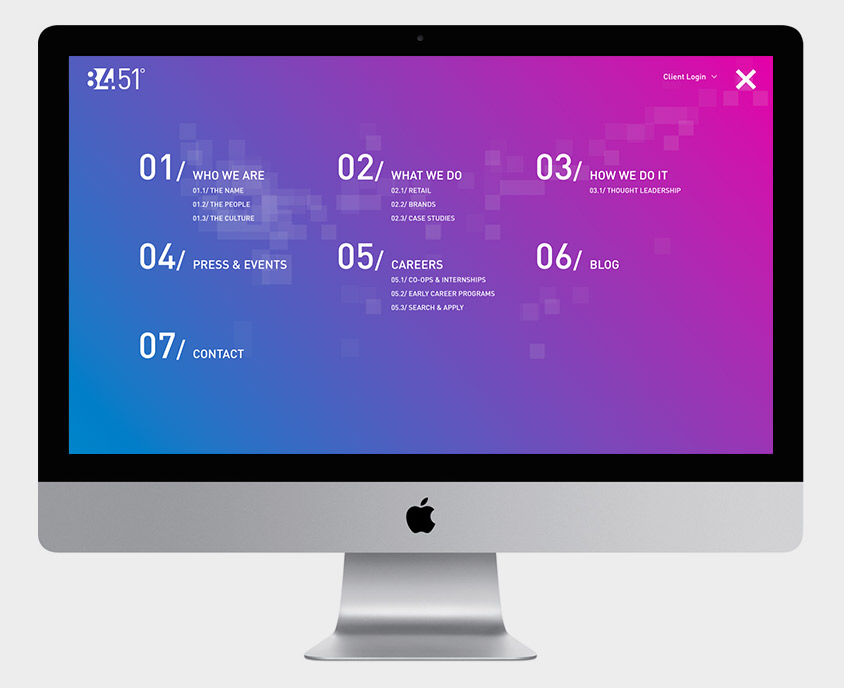 84.51°
Client Login
01/ WHO WE ARE
01.1/ THE NAME
01.2/ THE PEOPLE
01.3/ THE CULTURE
02/ WHAT WE DO
02.1/ RETAIL
02.2/ BRANDS
02.3/ CASE STUDIES
03/ HOW WE DO IT
03.1/ THOUGHT LEADERSHIP
04/ PRESS & EVENTS
05/ CAREERS
05.1/ CO-OPS & INTERNSHIPS
05.2/ EARLY CAREER PROGRAMS
05.3/ SEARCH & APPLY
06/ BLOG
07/ CONTACT